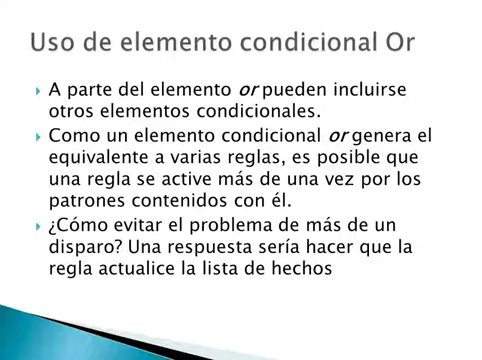 Uso de elemento condicional Or
A parte del elemento or pueden incluirse
otros elementos condicionales.
Como un elemento condicional or genera el
equivalente a varias reglas, es posible que
una regla se active más de una vez por los
patrones contenidos con él.
¿Cómo evitar el problema de más de un
disparo? Una respuesta sería hacer que la
regla actualice la lista de hechos